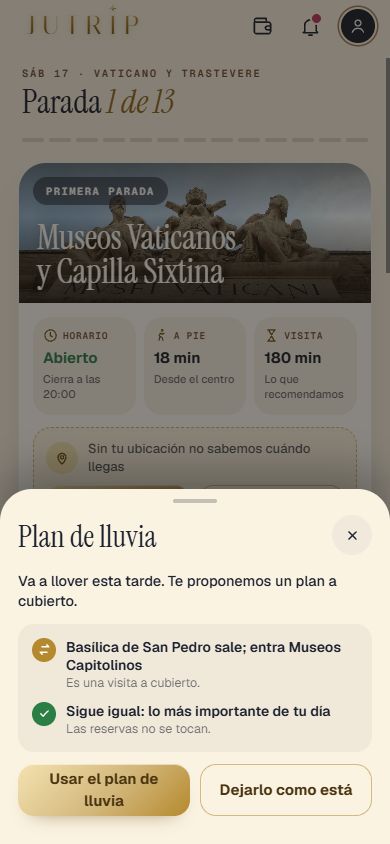 JUTRIP
SÁB 17 · VATICANO Y TRASTEVERE
Parada 1 de 13
PRIMERA PARADA
Museos Vaticanos
y Capilla Sixtina
MUSEI VATICANI
HORARIO
Abierto
Cierra a las
20:00
A PIE
18 min
Desde el centro
VISITA
180 min
Lo que
recomendamos
Sin tu ubicación no sabemos cuándo
llegas
Plan de lluvia
Va a llover esta tarde. Te proponemos un plan a
cubierto.
Basílica de San Pedro sale; entra Museos
Capitolinos
Es una visita a cubierto.
Sigue igual: lo más importante de tu día
Las reservas no se tocan.
Usar el plan de
lluvia
Dejarlo como está